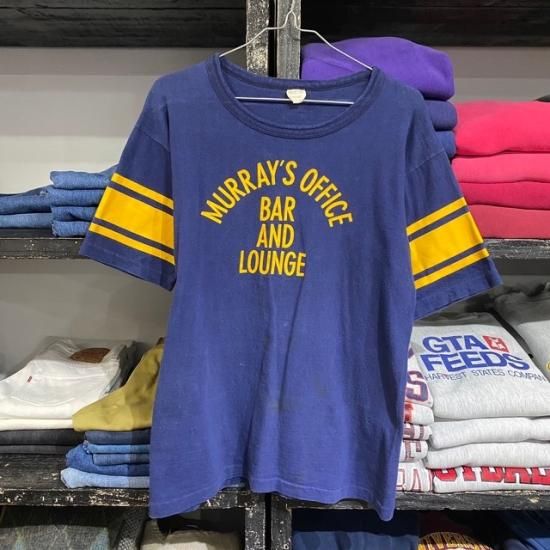 MURRAY'S OFFICE
BAR
AND
LOUNGE
GTA
FEEDS
HARVEST STATES COMPANY